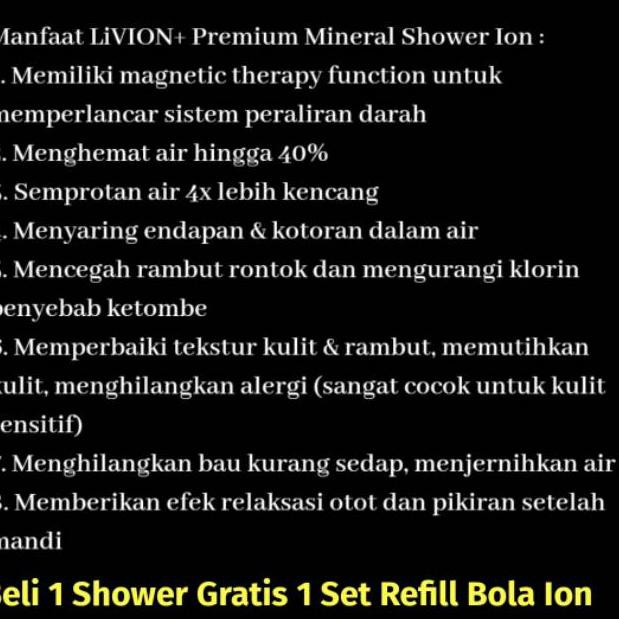 Manfaat LiVION+ Premium Mineral Shower Ion :
. Memiliki magnetic therapy function untuk
memperlancar sistem peraliran darah
. Menghemat air hingga 40%
. Semprotan air 4x lebih kencang
. Menyaring endapan & kotoran dalam air
. Mencegah rambut rontok dan mengurangi klorin
penyebab ketombe
6. Memperbaiki tekstur kulit & rambut, memutihkan
kulit, menghilangkan alergi (sangat cocok untuk kulit
sensitif)
. Menghilangkan bau kurang sedap, menjernihkan air
8. Memberikan efek relaksasi otot dan pikiran setelah
mandi
Beli 1 Shower Gratis 1 Set Refill Bola Ion